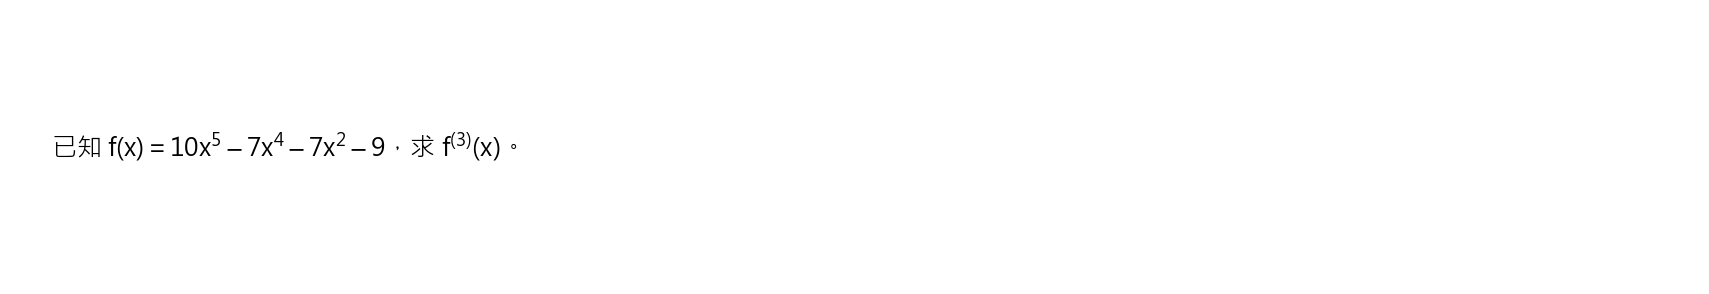 已知 f(x) = 10x⁵ – 7x⁴ – 7x² – 9，求 f⁽³⁾(x)。